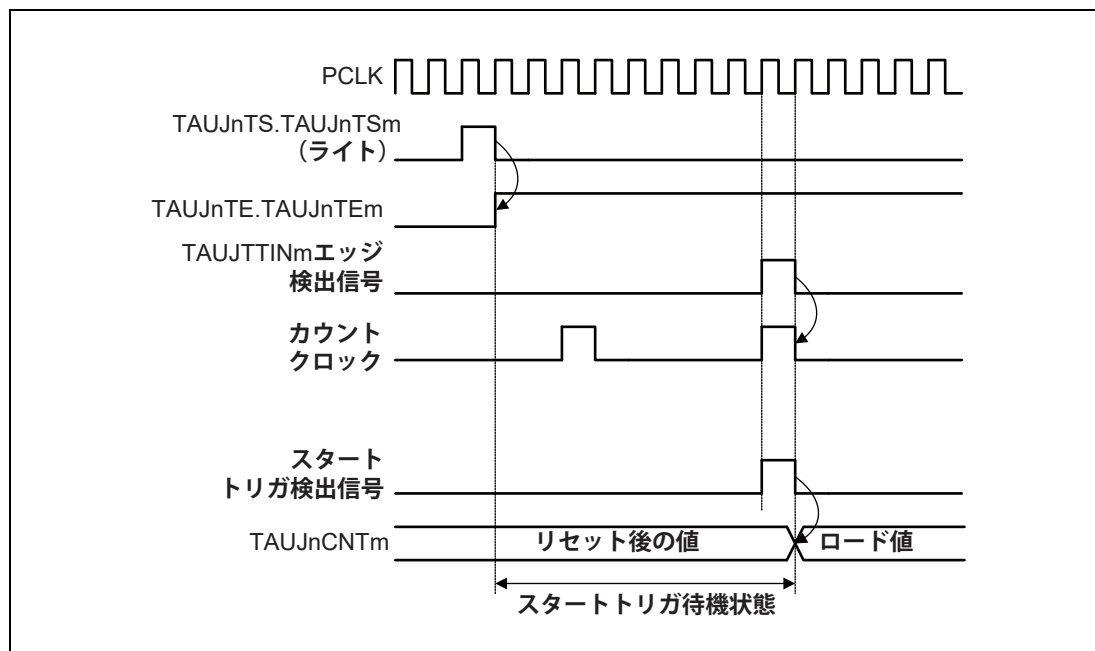 PCLK
TAUJnTS.TAUJnTSm
（ライト）
TAUJnTE.TAUJnTEm
TAUJTTINmエッジ
検出信号
カウント
クロック
スタート
トリガ検出信号
TAUJnCNTm
リセット後の値
ロード値
スタートトリガ待機状態